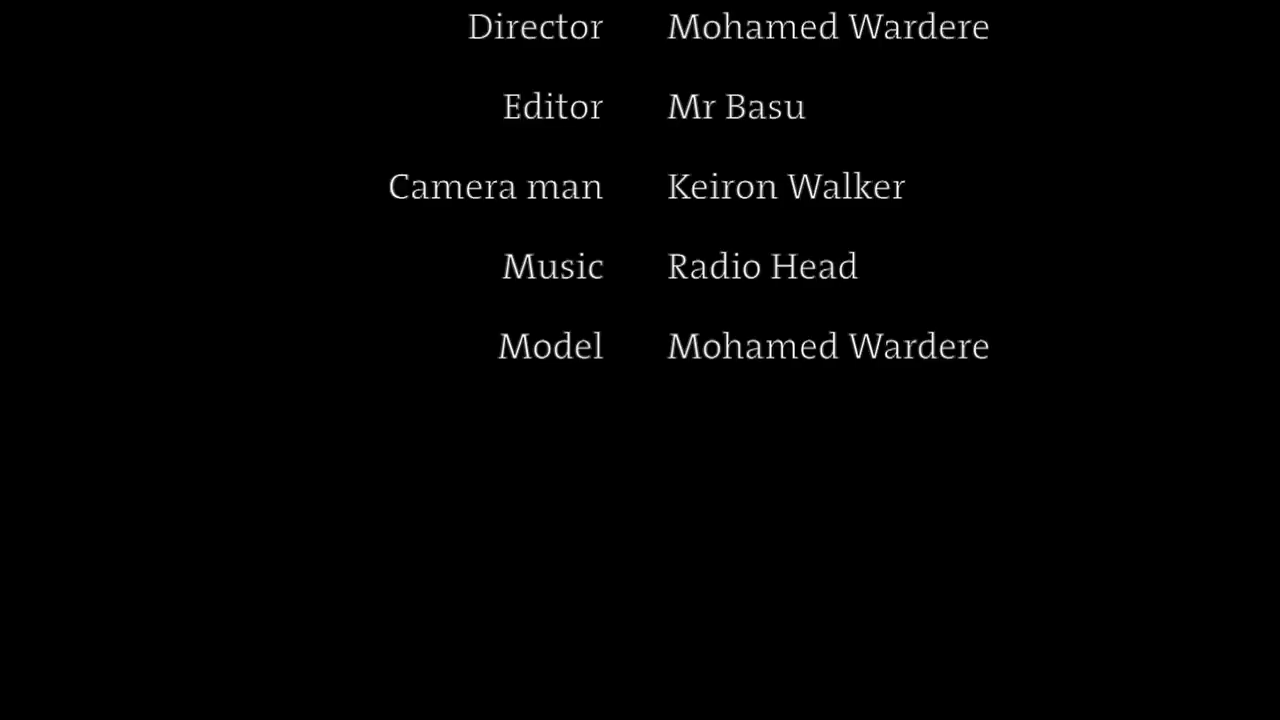 Director Mohamed Wardere
Editor Mr Basu
Camera man Keiron Walker
Music Radio Head
Model Mohamed Wardere